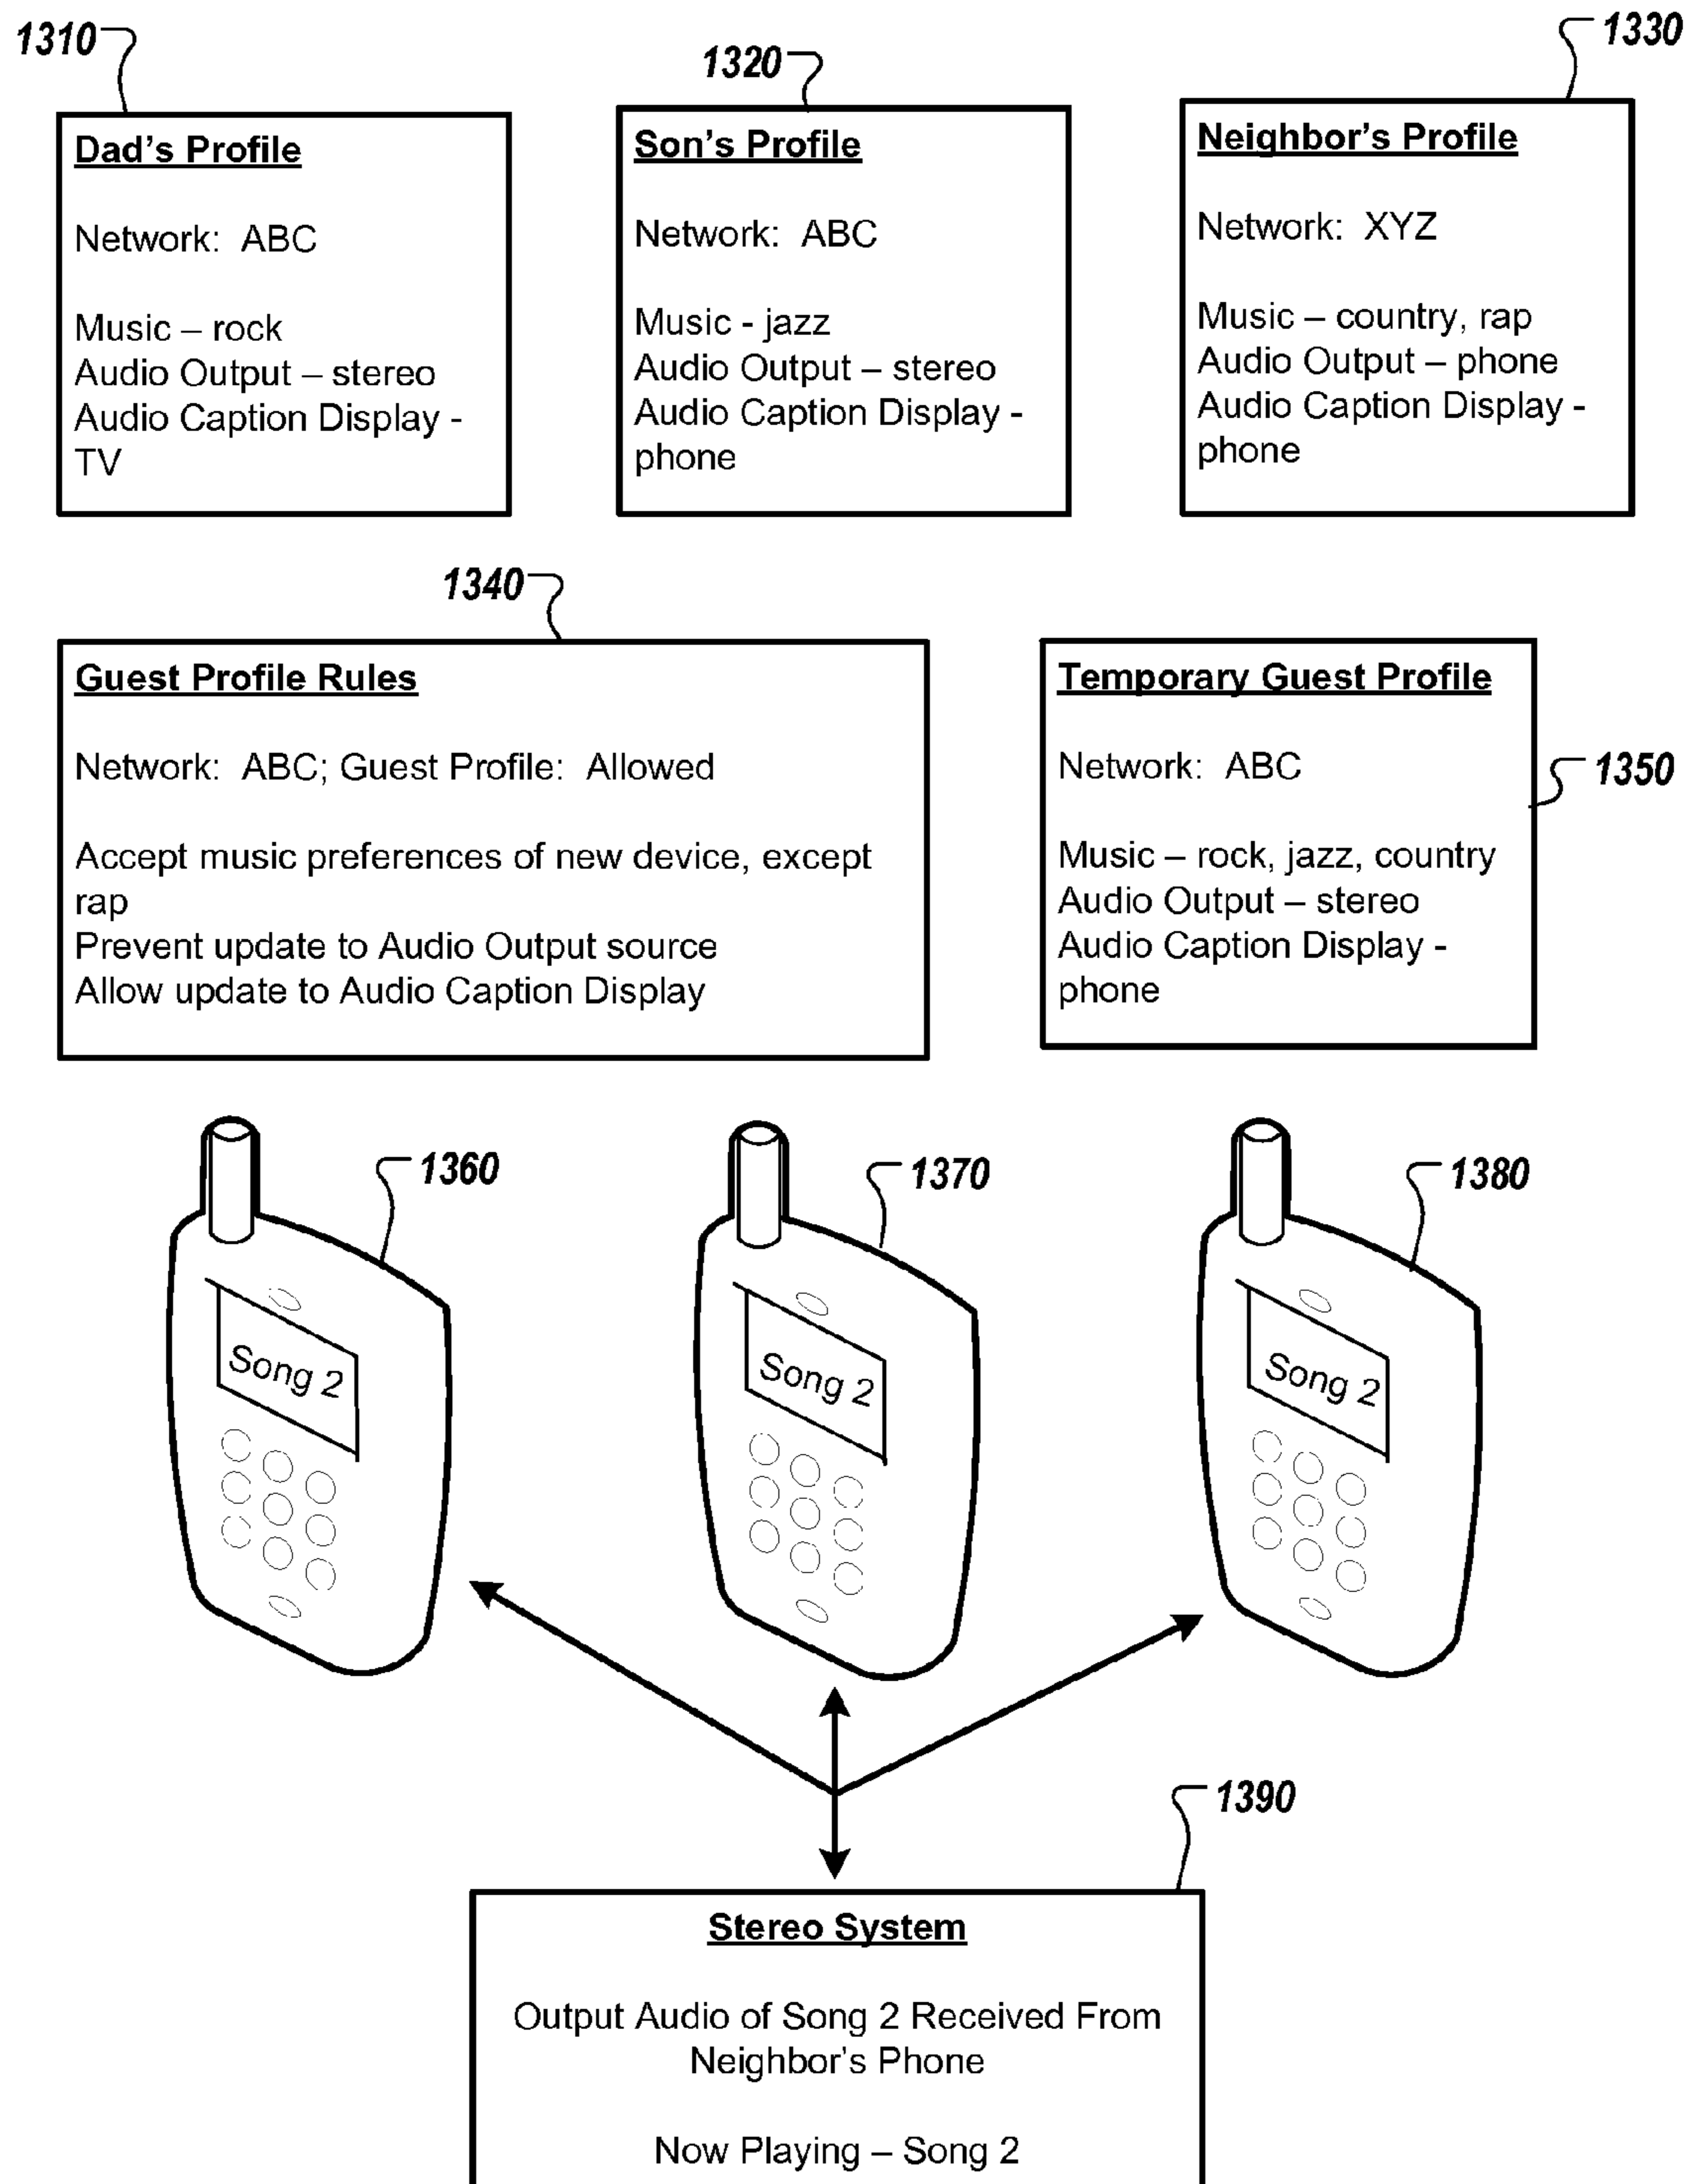 1310
1320
1330
Dad's Profile
Network: ABC
Music – rock
Audio Output – stereo
Audio Caption Display -
TV
Son's Profile
Network: ABC
Music - jazz
Audio Output – stereo
Audio Caption Display -
phone
Neighbor's Profile
Network: XYZ
Music – country, rap
Audio Output – phone
Audio Caption Display -
phone
1340
Guest Profile Rules
Network: ABC; Guest Profile: Allowed
Accept music preferences of new device, except
rap
Prevent update to Audio Output source
Allow update to Audio Caption Display
Temporary Guest Profile
Network: ABC
Music – rock, jazz, country
Audio Output – stereo
Audio Caption Display -
phone
1350
1360
1370
1380
Song 2
Song 2
Song 2
1390
Stereo System
Output Audio of Song 2 Received From
Neighbor's Phone
Now Playing – Song 2